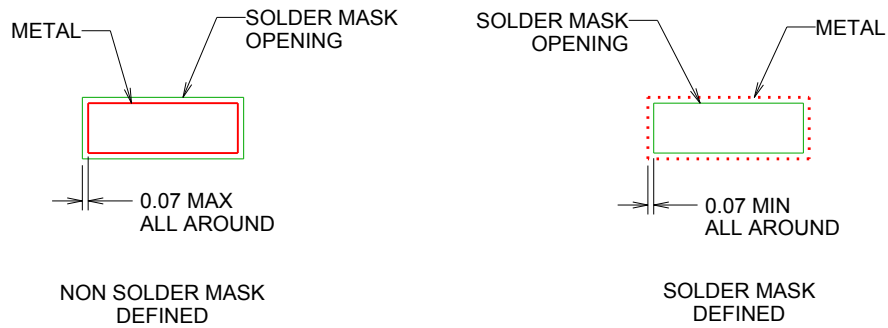 METAL
SOLDER MASK
OPENING
0.07 MAX
ALL AROUND
NON SOLDER MASK
DEFINED
SOLDER MASK
OPENING
METAL
0.07 MIN
ALL AROUND
SOLDER MASK
DEFINED